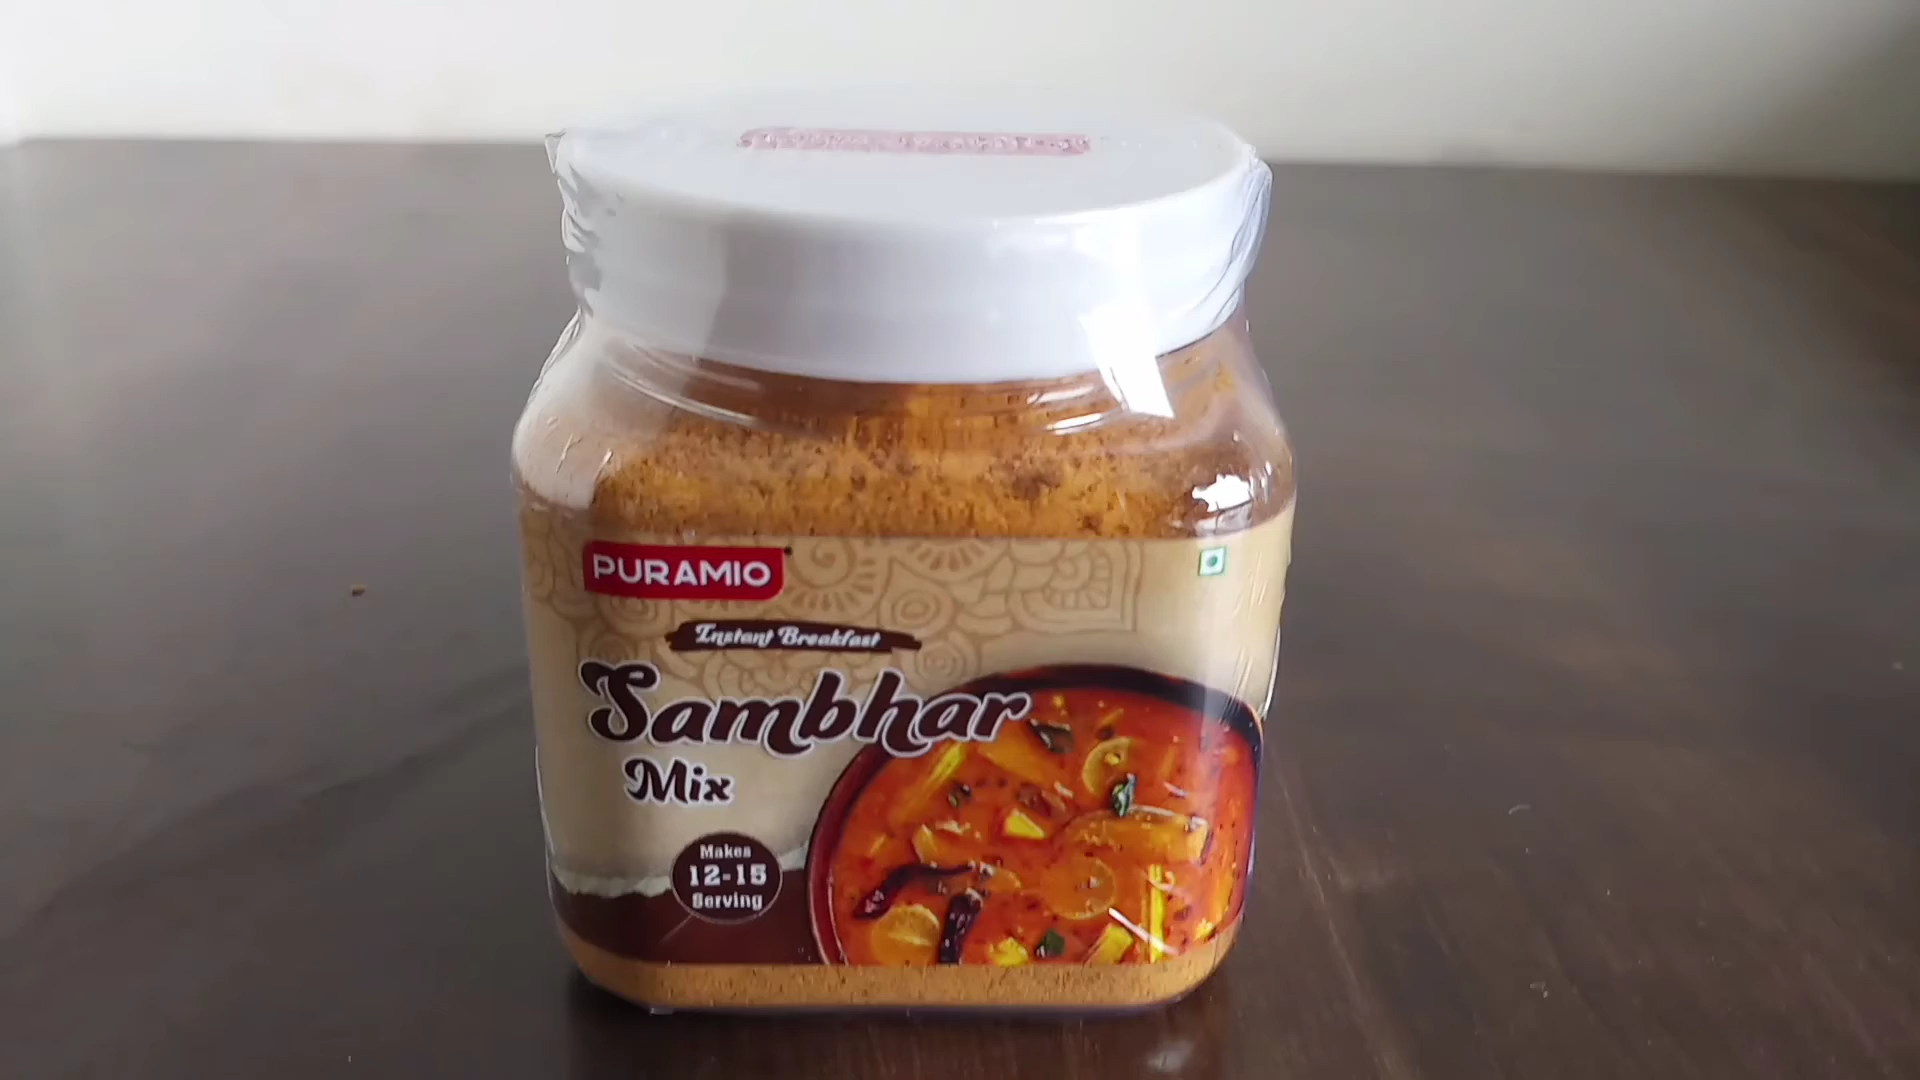 PURAMIO
Instant Breakfast
Sambhar
Mix
Makes
12-15
Serving